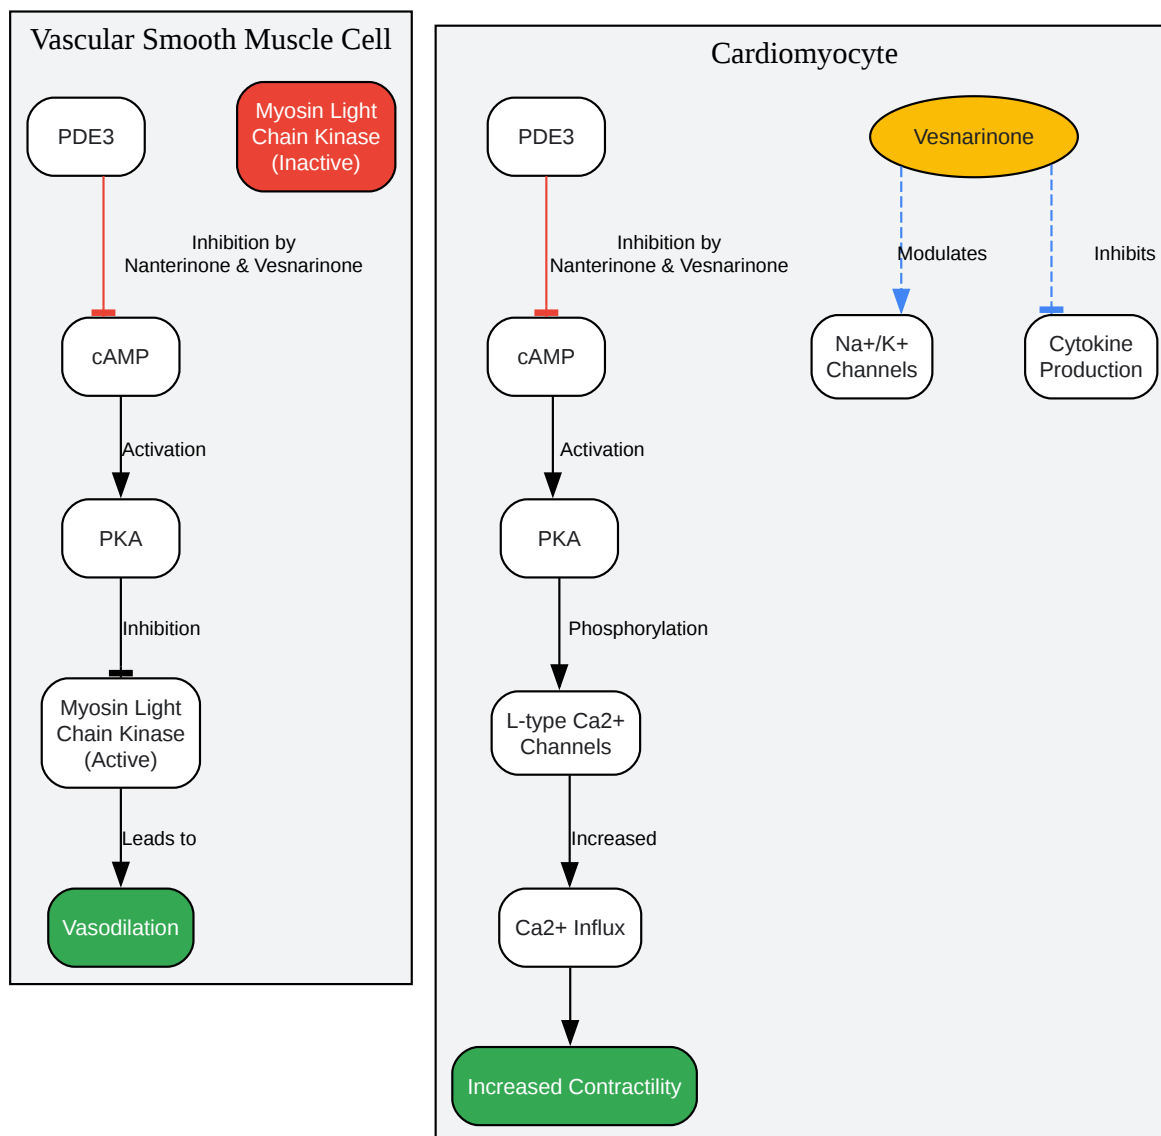 Vascular Smooth Muscle Cell
PDE3
Myosin Light
Chain Kinase
(Inactive)
Inhibition by
Nanterinone & Vesnarinone
cAMP
Activation
PKA
Inhibition
Myosin Light
Chain Kinase
(Active)
Leads to
Vasodilation
Cardiomyocyte
PDE3
Inhibition by
Nanterinone & Vesnarinone
cAMP
Activation
PKA
Phosphorylation
L-type Ca2+
Channels
Increased
Ca2+ Influx
Increased Contractility
Vesnarinone
Modulates
Inhibits
Na+/K+
Channels
Cytokine
Production